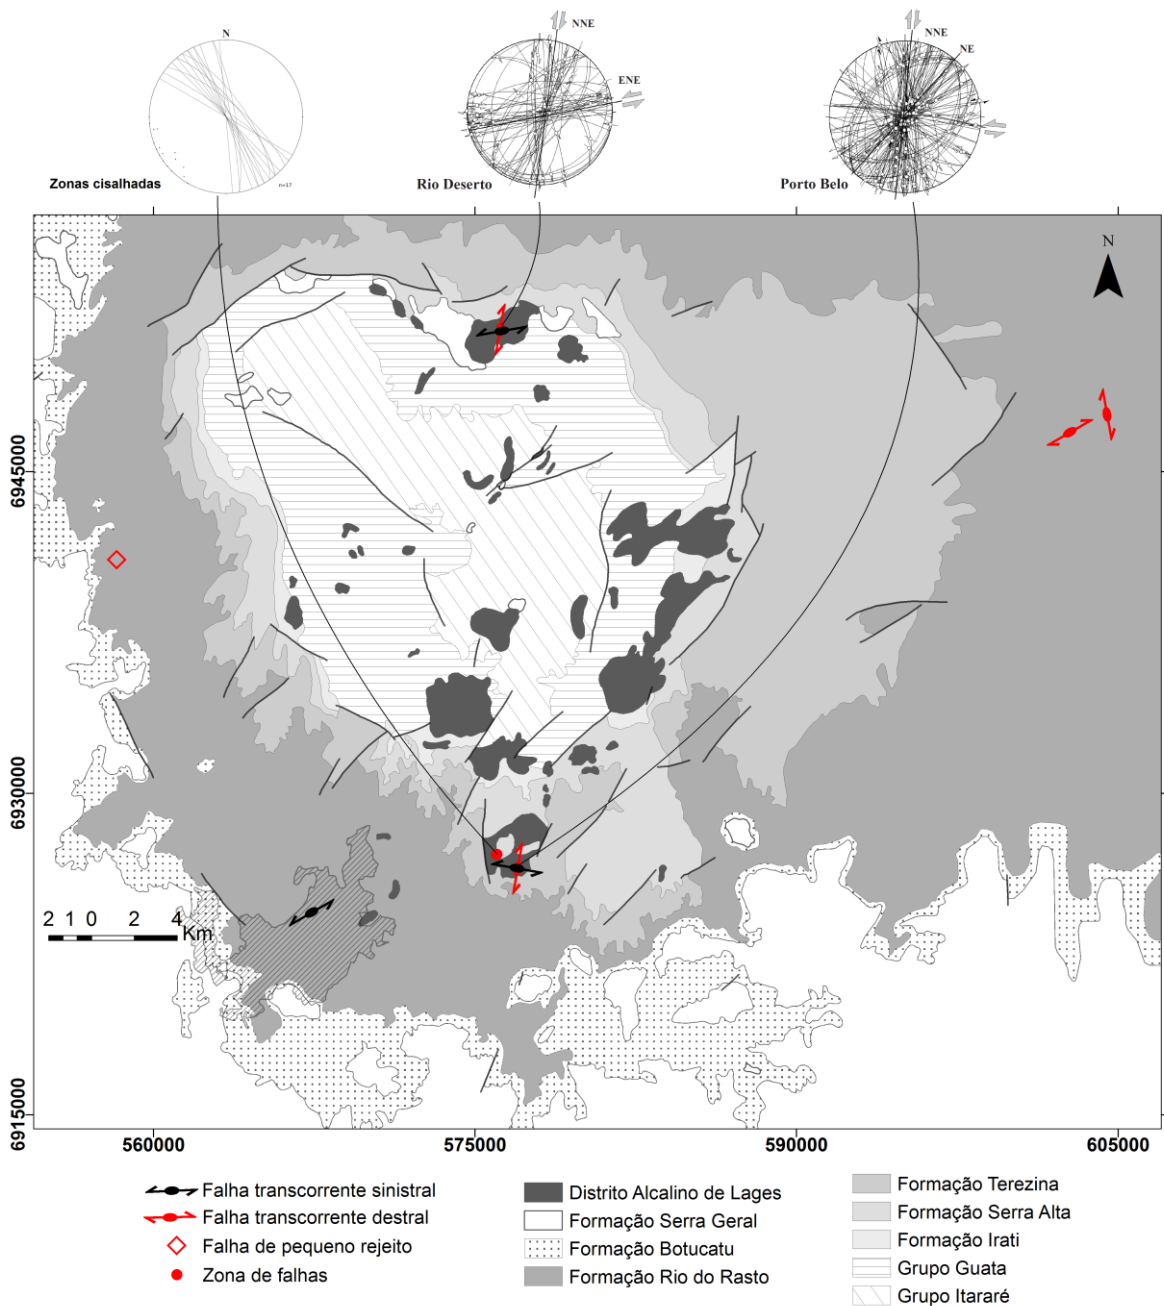 N
NNE
ENE
NNE
NE
n=17
Zonas cisalhadas
Rio Deserto
Porto Belo
N
6945000
6930000
6915000
2 1 0 2 4
Km
560000 575000 590000 605000
Falha transcorrente sinistral
Falha transcorrente destral
Falha de pequeno rejeito
Zona de falhas
Distrito Alcalino de Lages
Formação Serra Geral
Formação Botucatu
Formação Rio do Rasto
Formação Terezina
Formação Serra Alta
Formação Irati
Grupo Guata
Grupo Itararé